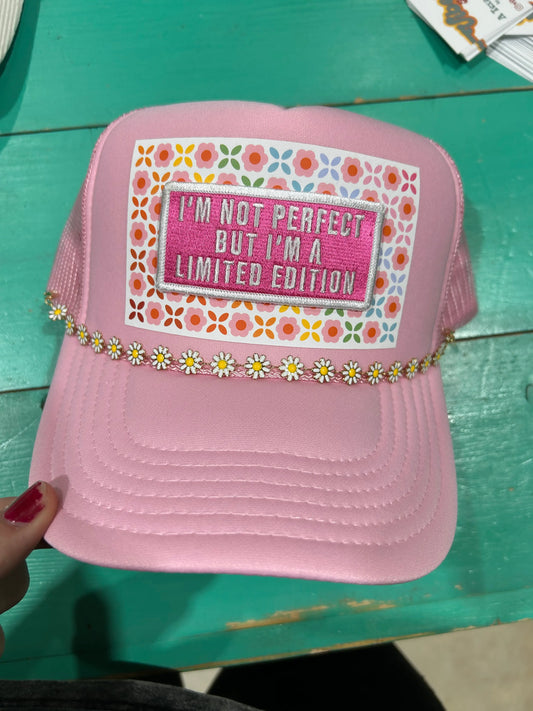 I'M NOT PERFECT
BUT I'M A
LIMITED EDITION